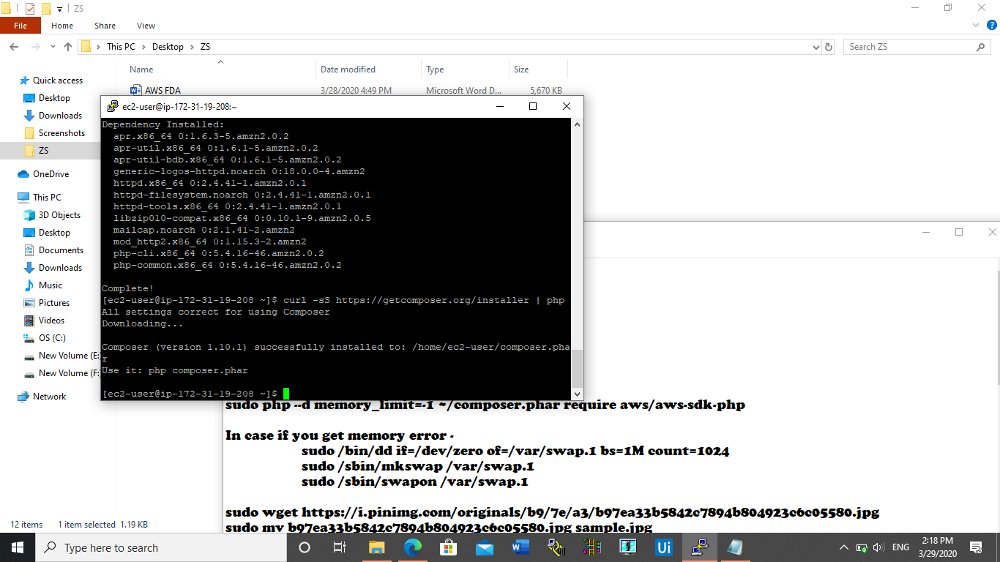 ZS
File Home Share View
This PC Desktop ZS
Search ZS
Name Date modified Type Size
Quick access
Desktop
Downloads
Screenshots
ZS
OneDrive
This PC
3D Objects
Desktop
Documents
Downloads
Music
Pictures
Videos
OS (C:)
New Volume (E:
New Volume (F:
Network
AWS FDA 3/28/2020 4:49 PM Microsoft Word D... 5,670 KB
ec2-user@ip-172-31-19-208:~
Dependency Installed:
apr.x86_64 0:1.6.3-5.amzn2.0.2
apr-util.x86_64 0:1.6.1-5.amzn2.0.2
apr-util-bdb.x86_64 0:1.6.1-5.amzn2.0.2
generic-logos-httpd.noarch 0:18.0.0-4.amzn2
httpd.x86_64 0:2.4.41-1.amzn2.0.1
httpd-filesystem.noarch 0:2.4.41-1.amzn2.0.1
httpd-tools.x86_64 0:2.4.41-1.amzn2.0.1
libzip010-compat.x86_64 0:0.10.1-9.amzn2.0.5
mailcap.noarch 0:2.1.41-2.amzn2
mod_http2.x86_64 0:1.15.3-2.amzn2
php-cli.x86_64 0:5.4.16-46.amzn2.0.2
php-common.x86_64 0:5.4.16-46.amzn2.0.2
Complete!
[ec2-user@ip-172-31-19-208 ~]$ curl -sS https://getcomposer.org/installer | php
All settings correct for using Composer
Downloading...
Composer (version 1.10.1) successfully installed to: /home/ec2-user/composer.pha
r
Use it: php composer.phar
[ec2-user@ip-172-31-19-208 ~]$
sudo php --d memory_limit=-1 ~/composer.phar require aws/aws-sdk-php
In case if you get memory error -
sudo /bin/dd if=/dev/zero of=/var/swap.1 bs=1M count=1024
sudo /sbin/mkswap /var/swap.1
sudo /sbin/swapon /var/swap.1
sudo wget https://i.pinimg.com/originals/b9/7e/a3/b97ea33b5842c7894b804923c6c05580.jpg
sudo mv b97ea33b5842c7894b804923c6c05580.jpg sample.jpg
12 items 1 item selected 1.19 KB
Type here to search
Ui
ENG
2:18 PM
3/29/2020